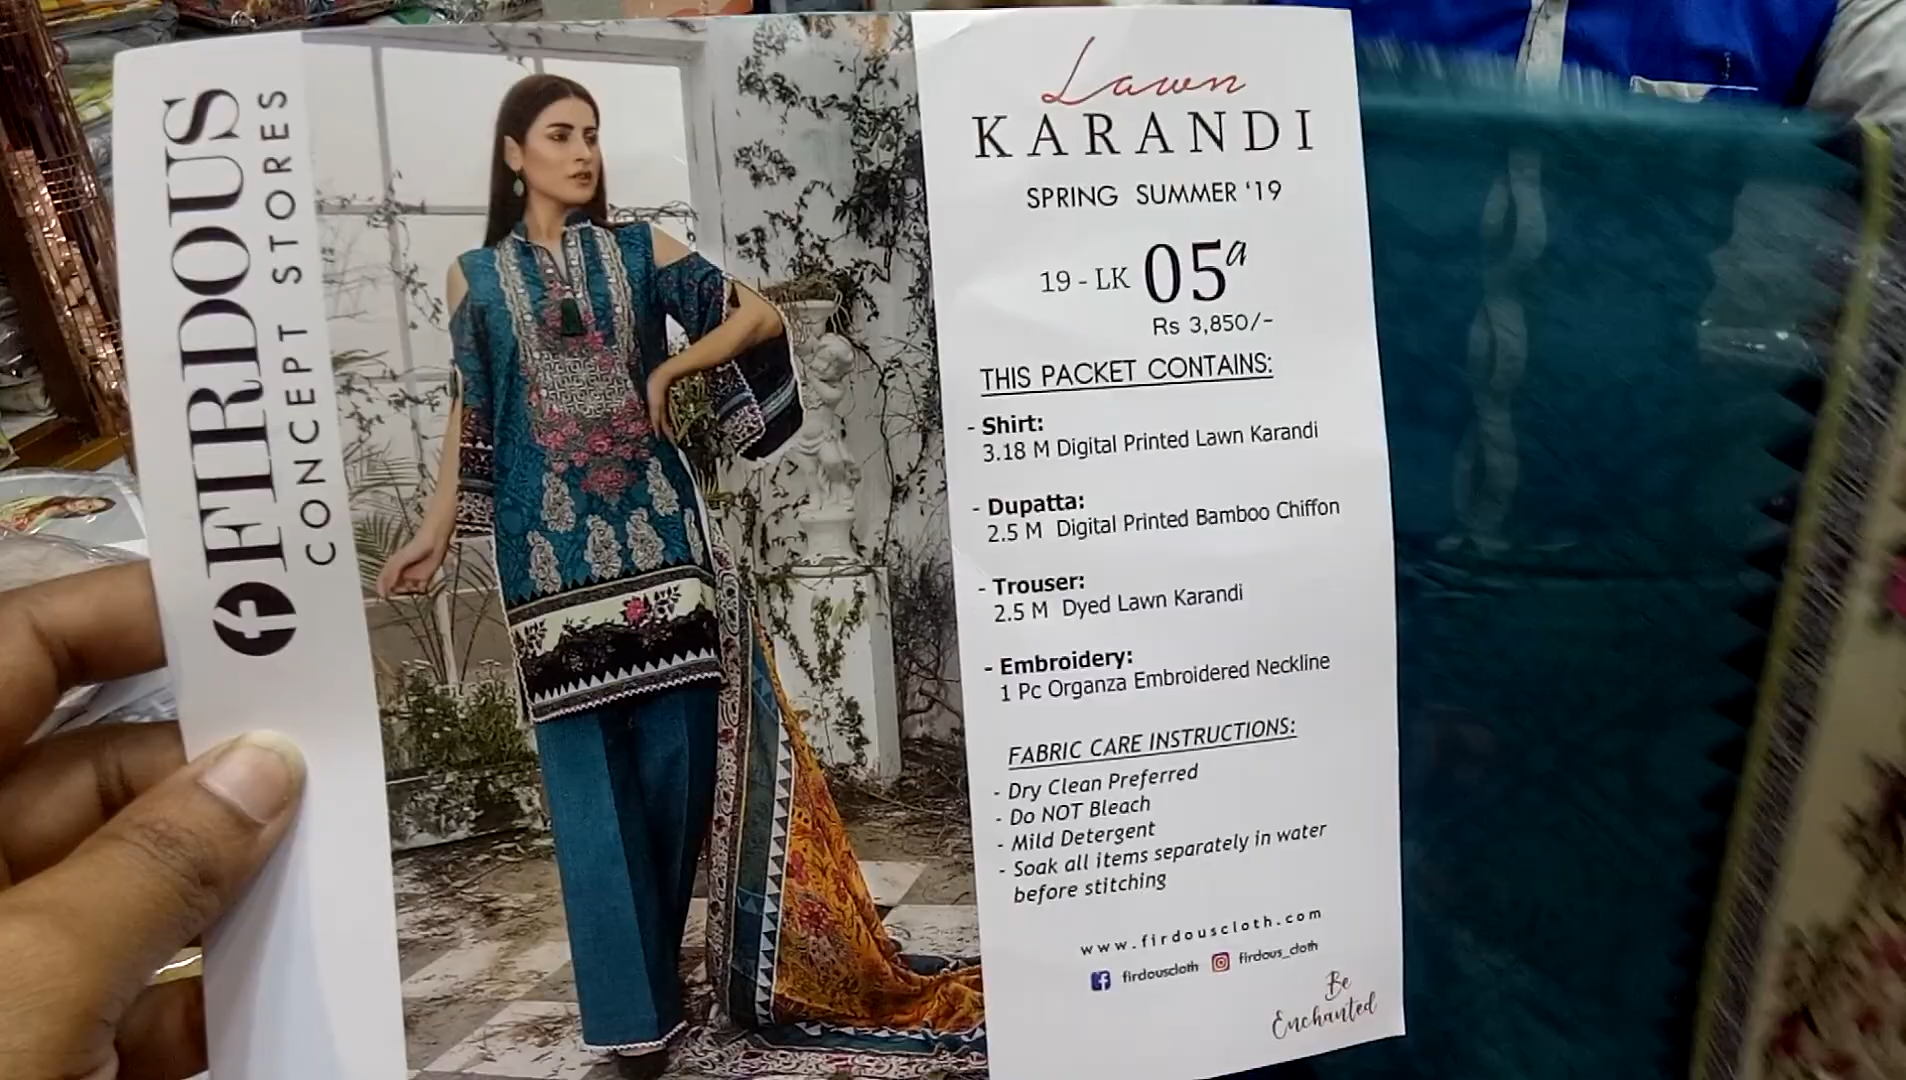 FIRDOUS
CONCEPT STORES
Lawn
KARANDI
SPRING SUMMER '19
19 - LK 05a
Rs 3,850/-
THIS PACKET CONTAINS:
- Shirt:
3.18 M Digital Printed Lawn Karandi
- Dupatta:
2.5 M Digital Printed Bamboo Chiffon
- Trouser:
2.5 M Dyed Lawn Karandi
- Embroidery:
1 Pc Organza Embroidered Neckline
FABRIC CARE INSTRUCTIONS:
- Dry Clean Preferred
- Do NOT Bleach
- Mild Detergent
- Soak all items separately in water
before stitching
www.firdouscloth.com
firdouscloth firdous_cloth
Be
Enchanted